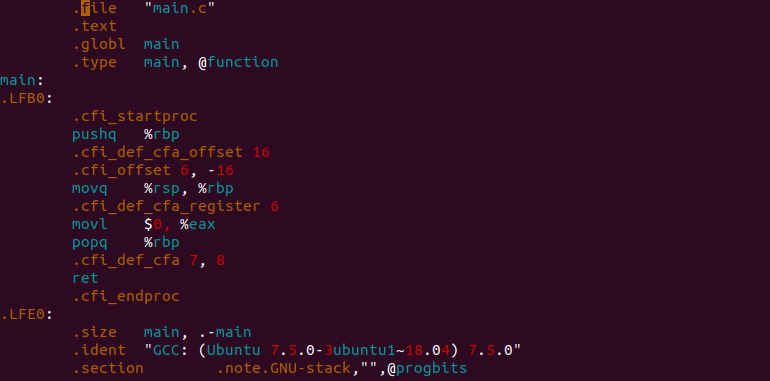 .file "main.c"
.text
.globl main
.type main, @function
main:
.LFB0:
.cfi_startproc
pushq %rbp
.cfi_def_cfa_offset 16
.cfi_offset 6, -16
movq %rsp, %rbp
.cfi_def_cfa_register 6
movl $0, %eax
popq %rbp
.cfi_def_cfa 7, 8
ret
.cfi_endproc
.LFE0:
.size main, .-main
.ident "GCC: (Ubuntu 7.5.0-3ubuntu1~18.04) 7.5.0"
.section .note.GNU-stack,"",@progbits